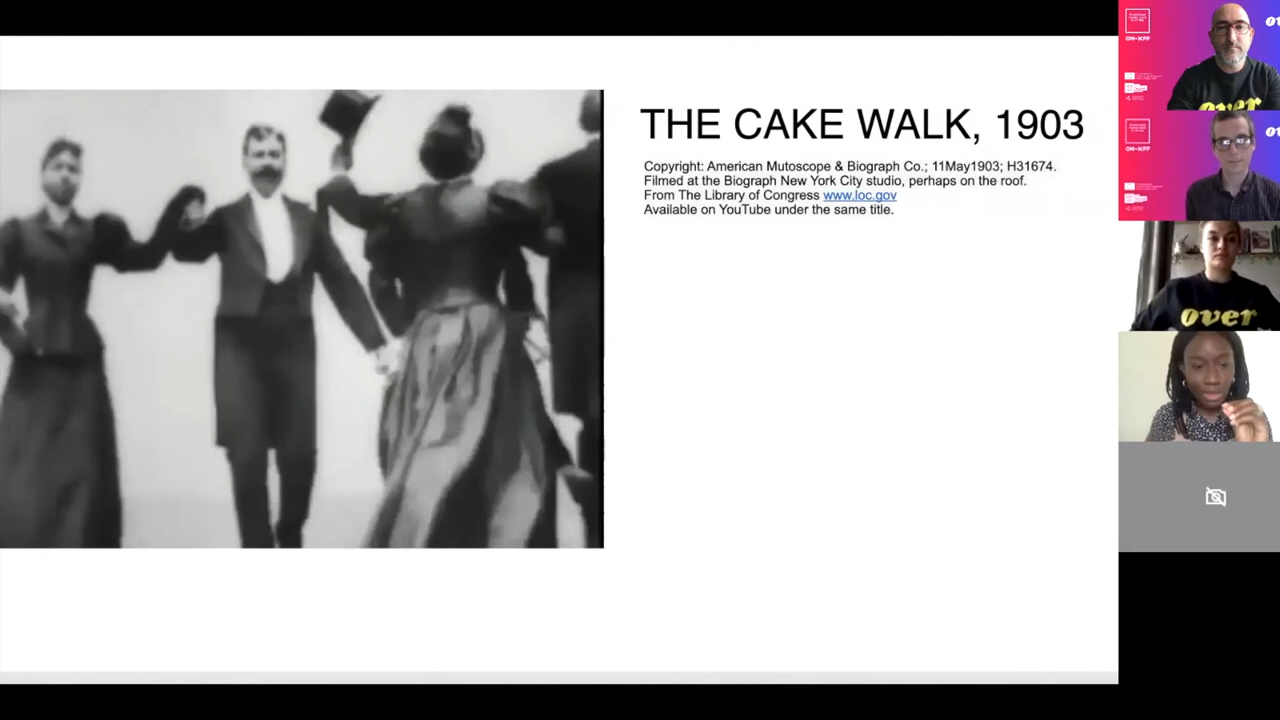 THE CAKE WALK, 1903
Copyright: American Mutoscope & Biograph Co.; 11May1903; H31674.
Filmed at the Biograph New York City studio, perhaps on the roof.
From The Library of Congress www.loc.gov
Available on YouTube under the same title.
over
over